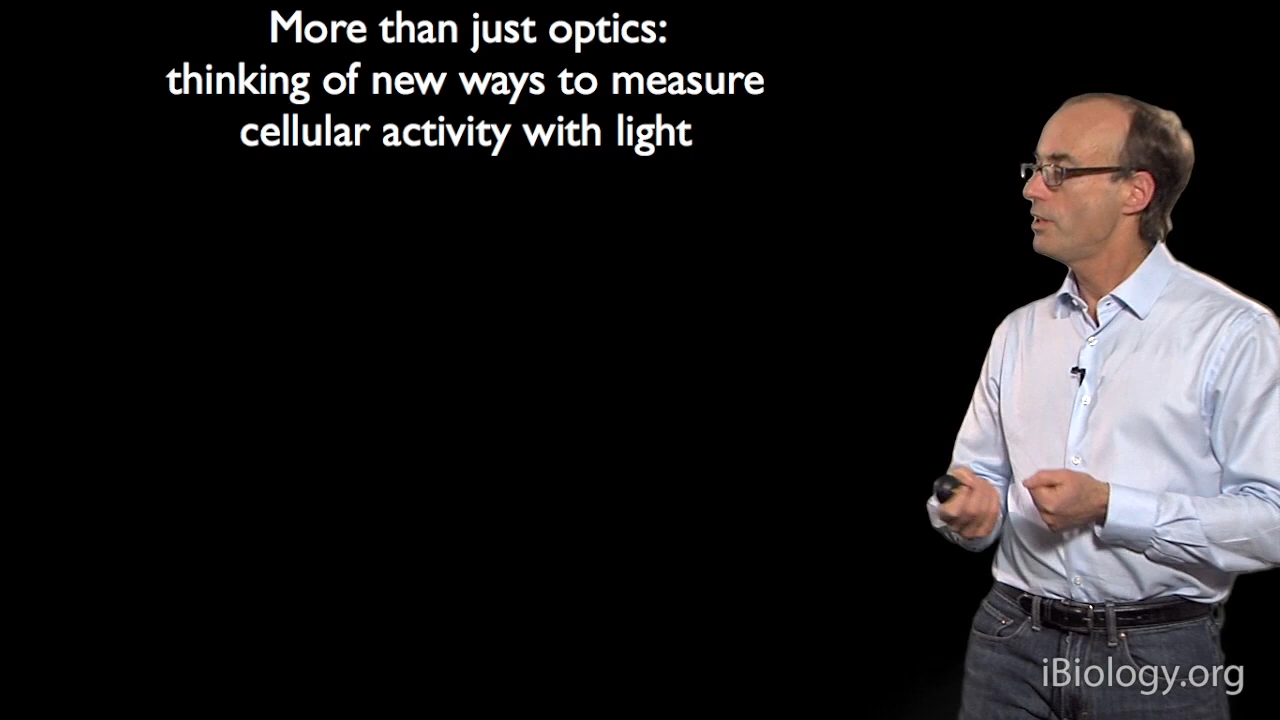 More than just optics:
thinking of new ways to measure
cellular activity with light
iBiology.org